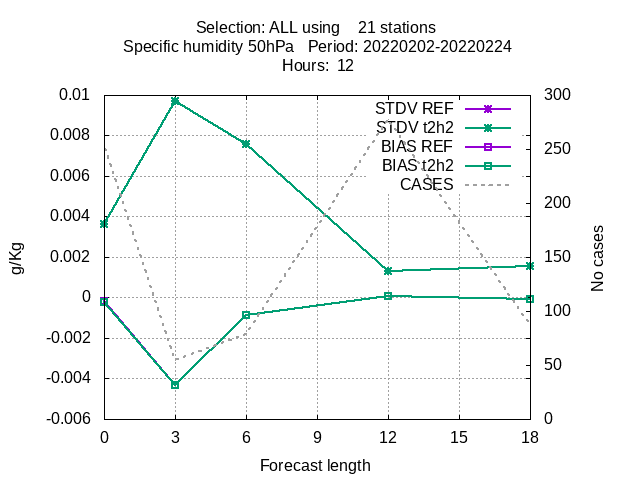 Selection: ALL using    21 stations
Specific humidity 50hPa   Period: 20220202-20220224
Hours:  12
STDV REF
STDV t2h2
BIAS REF
BIAS t2h2
CASES
0.01
0.008
0.006
0.004
0.002
0
-0.002
-0.004
-0.006
g/Kg
300
250
200
150
100
50
0
No cases
0 3 6 9 12 15 18
Forecast length